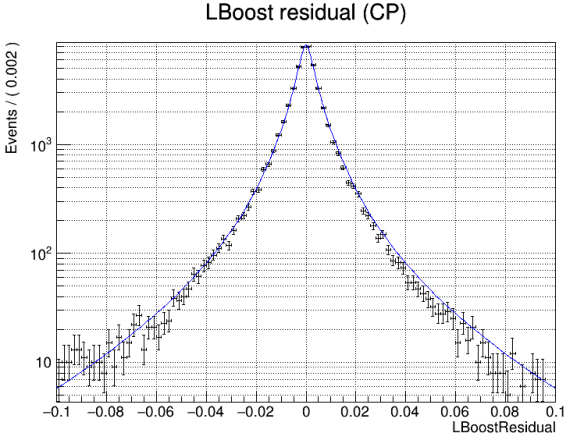 LBoost residual (CP)
Events / ( 0.002 )
10³
10²
10
−0.1 −0.08 −0.06 −0.04 −0.02 0 0.02 0.04 0.06 0.08 0.1
LBoostResidual